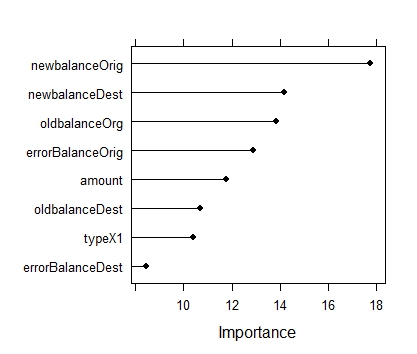 newbalanceOrig
newbalanceDest
oldbalanceOrg
errorBalanceOrig
amount
oldbalanceDest
typeX1
errorBalanceDest
10 12 14 16 18
Importance